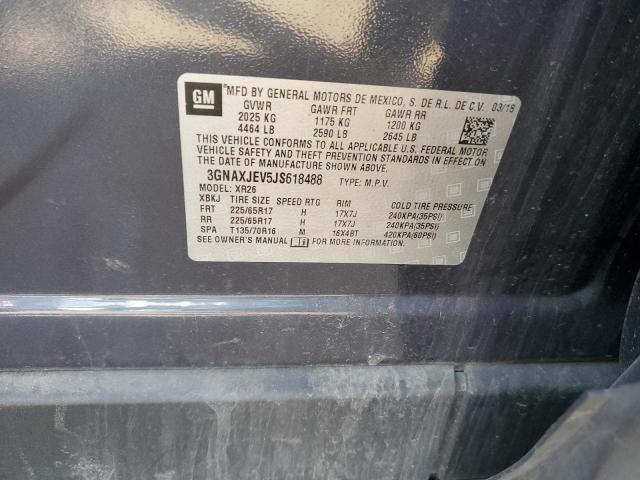 GM ®MFD BY GENERAL MOTORS DE MEXICO, S. DE R.L. DE C.V. 03/18
GVWR GAWR FRT GAWR RR
2025 KG 1175 KG 1200 KG
4464 LB 2590 LB 2645 LB
THIS VEHICLE CONFORMS TO ALL APPLICABLE U.S. FEDERAL MOTOR
VEHICLE SAFETY, BUMPER, AND THEFT PREVENTION STANDARDS IN
EFFECT ON THE DATE OF MANUFACTURE SHOWN ABOVE.
3GNAXJEV5JS618488 TYPE: M.P.V.
MODEL: XR26
XBKJ TIRE SIZE SPEED RTG RIM COLD TIRE PRESSURE
FRT 225/65R17 H 17X7J 240KPA(35PSI)
RR 225/65R17 H 17X7J 240KPA(35PSI)
SPA T135/70R16 M 16X4BT 420KPA(60PSI)
SEE OWNER'S MANUAL FOR MORE INFORMATION.